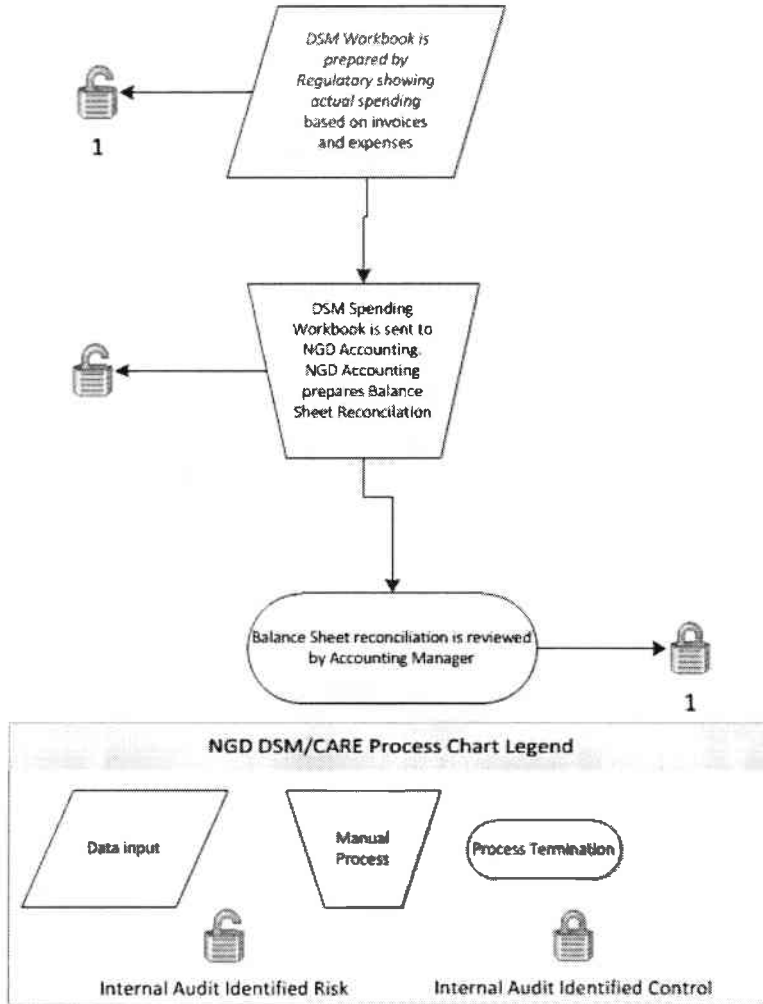 DSM Workbook is
prepared by
Regulatory showing
actual spending
based on invoices
and expenses
1
DSM Spending
Workbook is sent to
NGD Accounting.
NGD Accounting
prepares Balance
Sheet Reconcilation
Balance Sheet reconciliation is reviewed
by Accounting Manager
1
NGD DSM/CARE Process Chart Legend
Data input
Manual
Process
Process Termination
Internal Audit Identified Risk
Internal Audit Identified Control